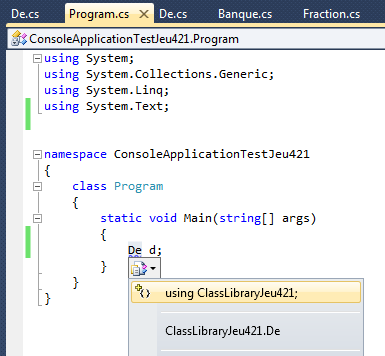 De.cs Program.cs × De.cs Banque.cs Fraction.cs
ConsoleApplicationTestJeu421.Program
using System;
using System.Collections.Generic;
using System.Linq;
using System.Text;
namespace ConsoleApplicationTestJeu421
{
class Program
{
static void Main(string[] args)
{
De d;
}
}
}
using ClassLibraryJeu421;
ClassLibraryJeu421.De